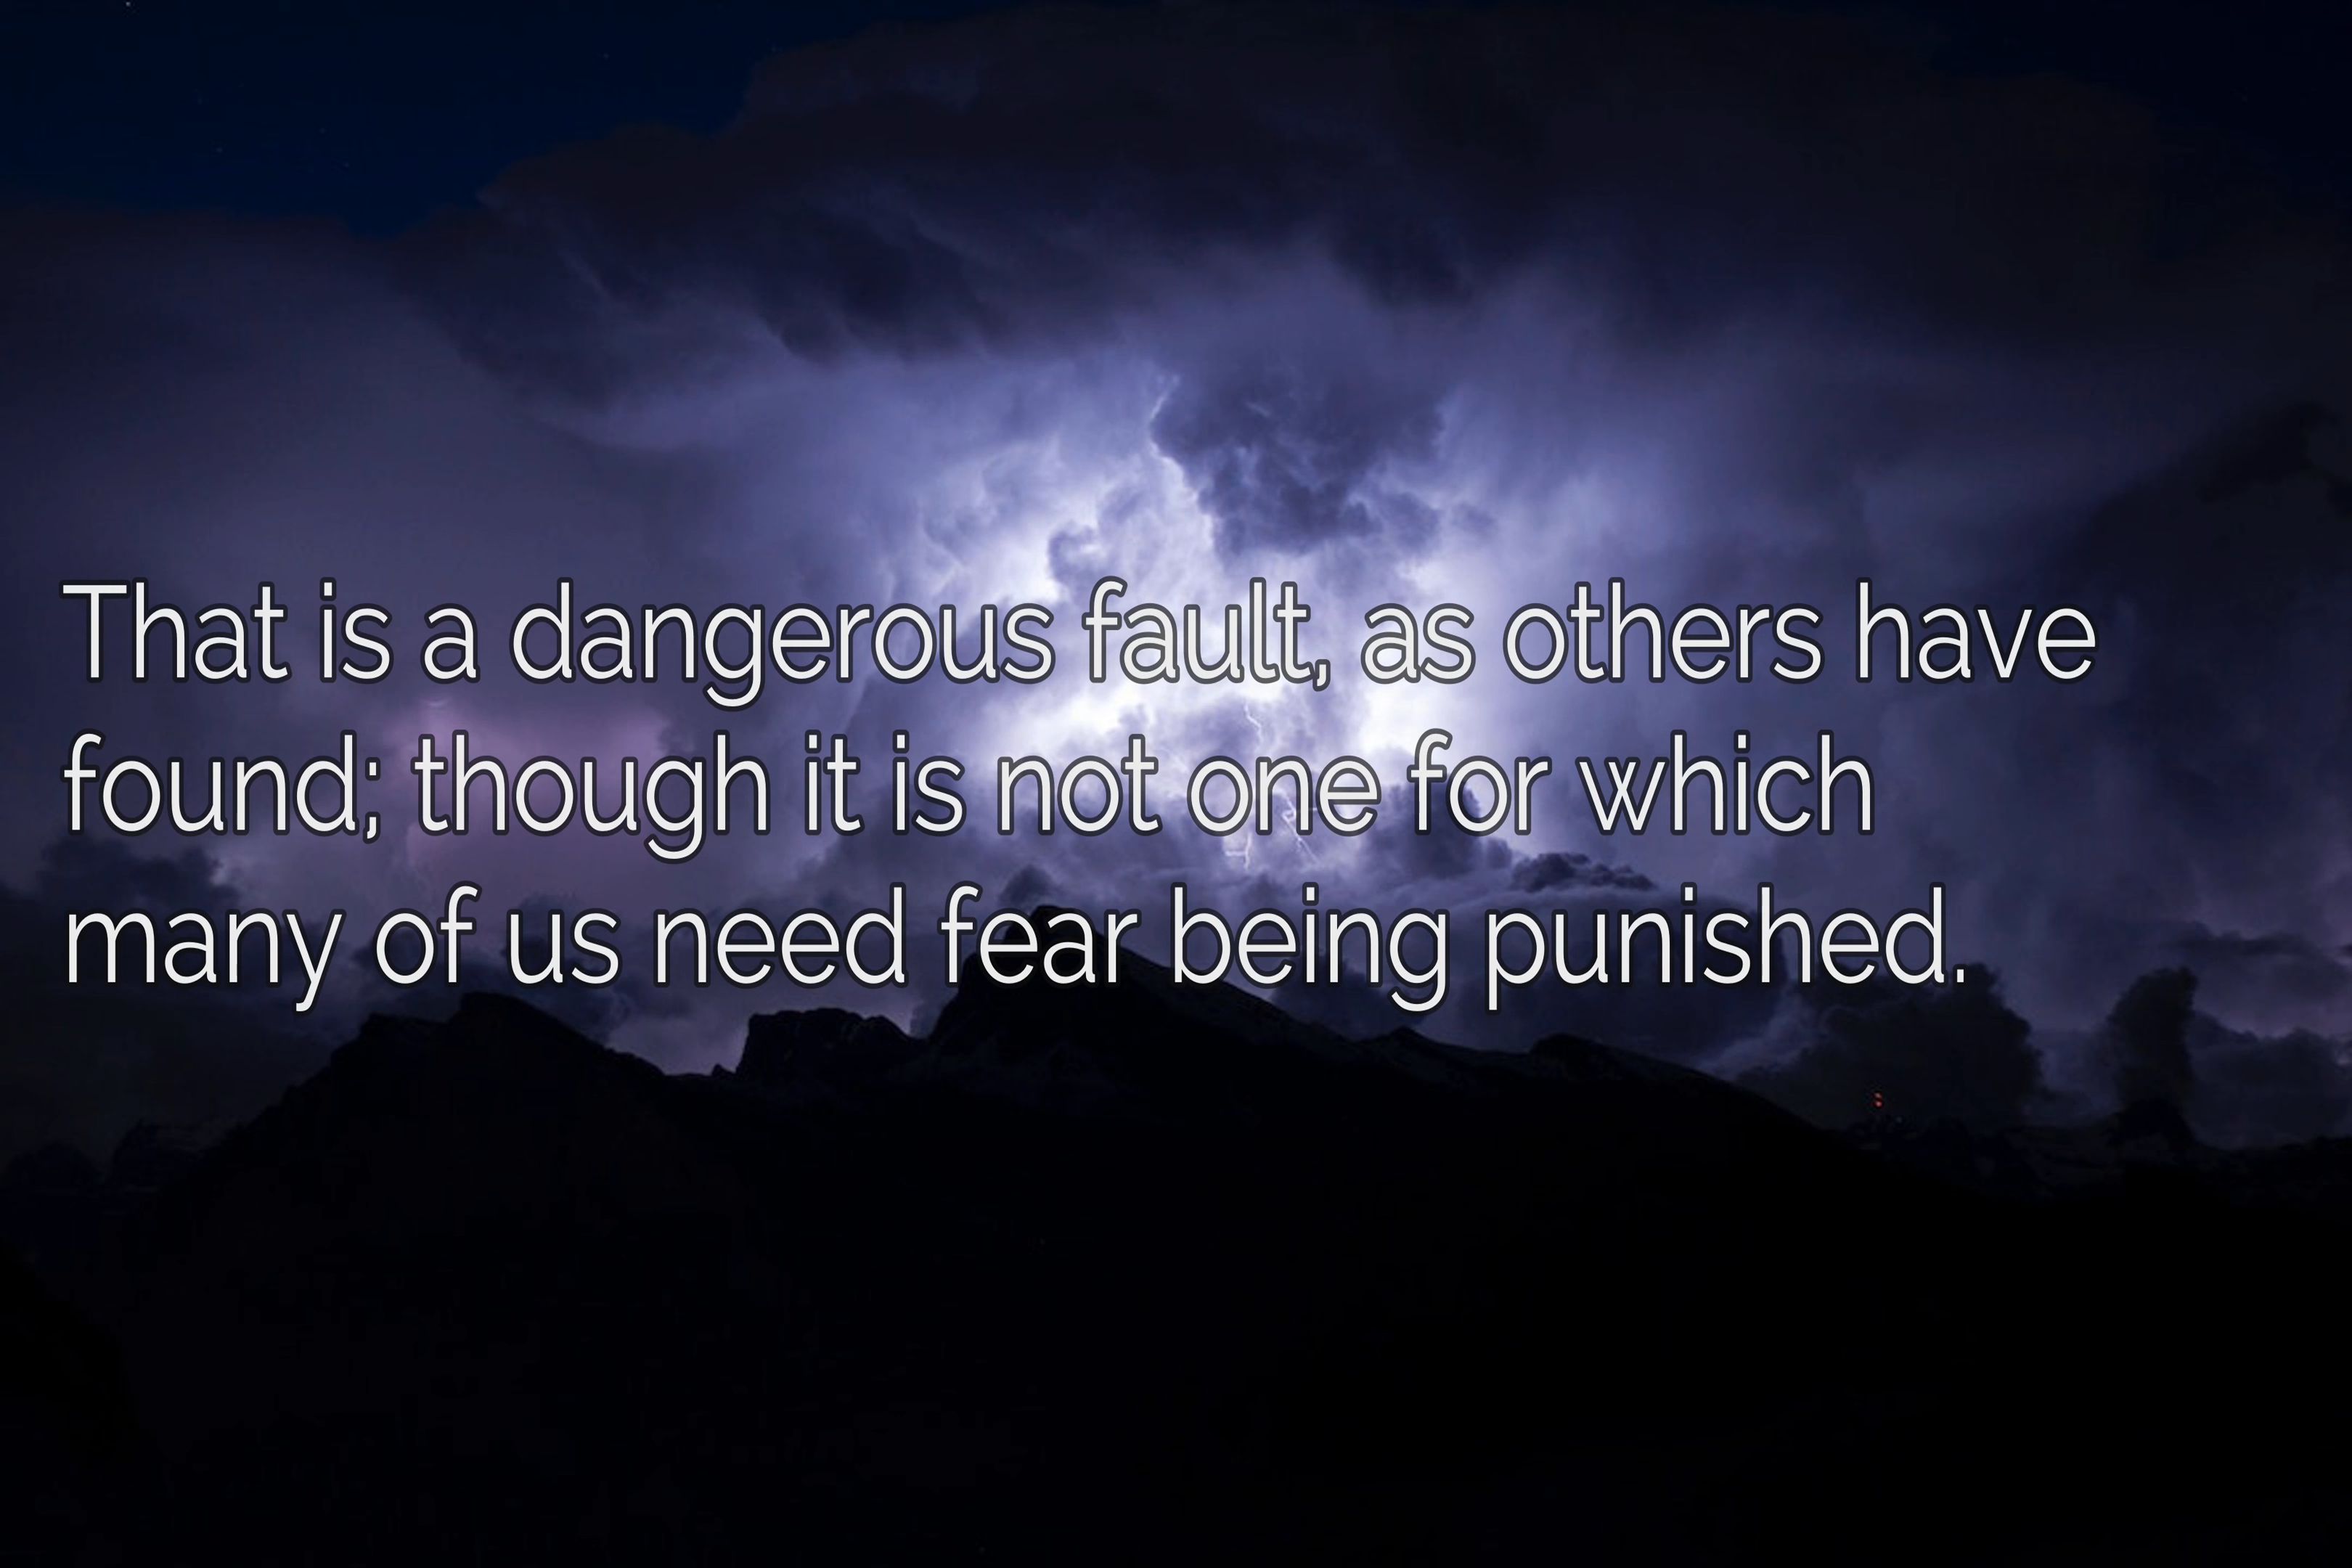 That is a dangerous fault, as others have
found; though it is not one for which
many of us need fear being punished.